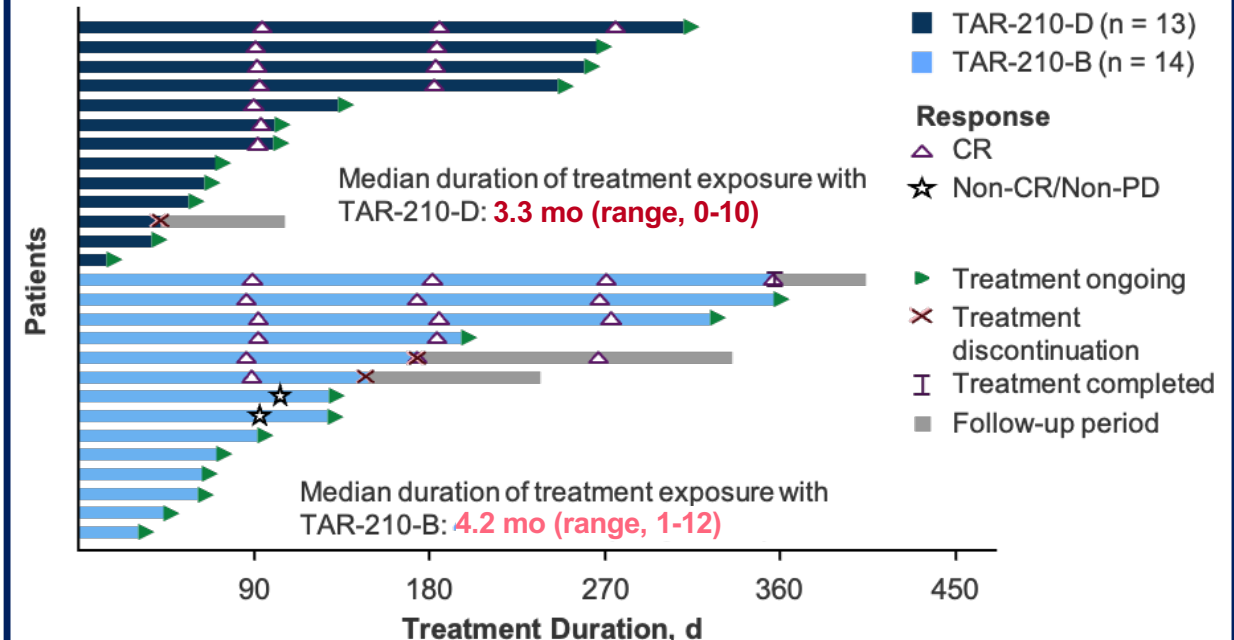 TAR-210-D (n = 13)
TAR-210-B (n = 14)
Response
CR
Non-CR/Non-PD
Median duration of treatment exposure with
TAR-210-D: 3.3 mo (range, 0-10)
Treatment ongoing
Treatment
discontinuation
Treatment completed
Follow-up period
Patients
Median duration of treatment exposure with
TAR-210-B: 4.2 mo (range, 1-12)
90 180 270 360 450
Treatment Duration, d